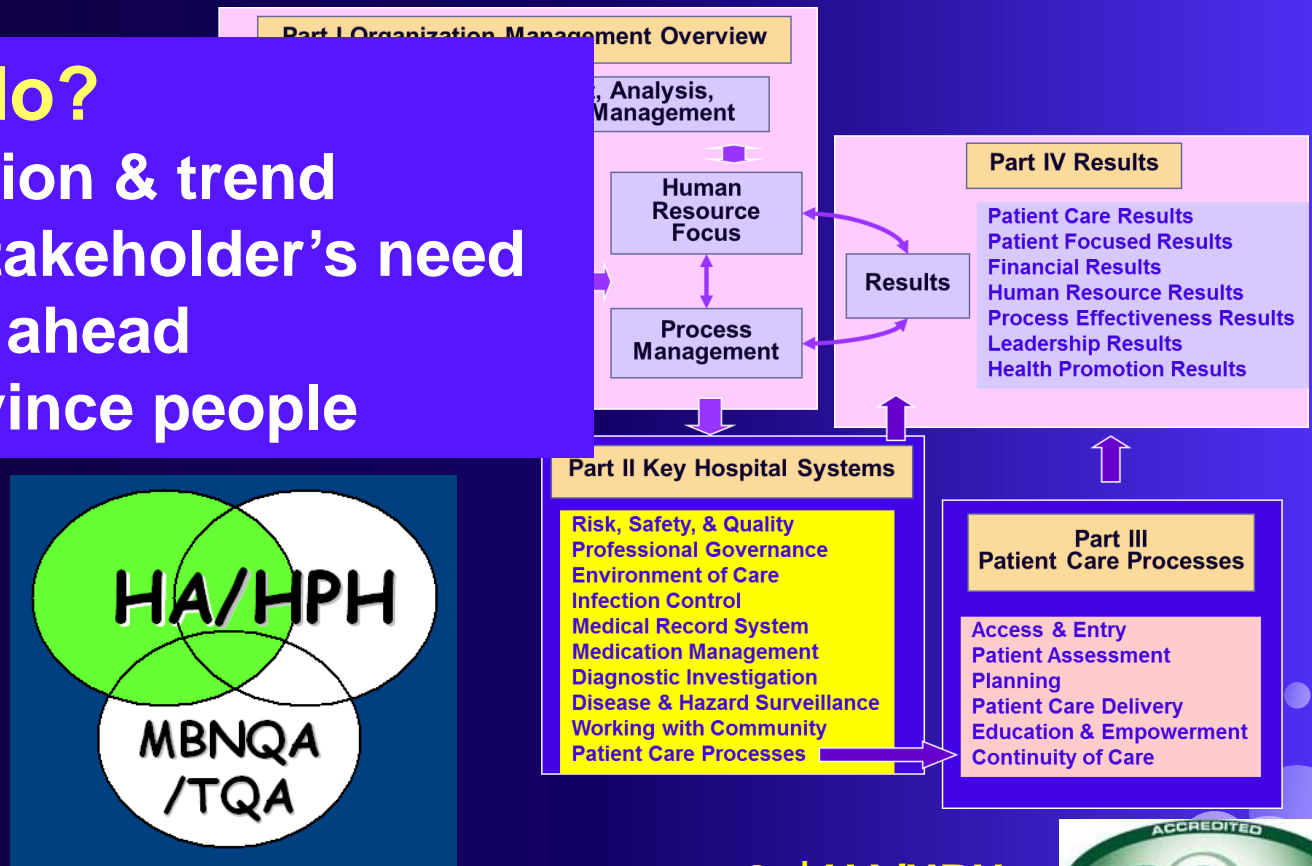 Part I Organization Management Overview
do?
tion & trend
takeholder’s need
ahead
vince people
, Analysis,
Management
Human
Resource
Focus
Process
Management
Results
Part IV Results
Patient Care Results
Patient Focused Results
Financial Results
Human Resource Results
Process Effectiveness Results
Leadership Results
Health Promotion Results
Part II Key Hospital Systems
Risk, Safety, & Quality
Professional Governance
Environment of Care
Infection Control
Medical Record System
Medication Management
Diagnostic Investigation
Disease & Hazard Surveillance
Working with Community
Patient Care Processes
Part III
Patient Care Processes
Access & Entry
Patient Assessment
Planning
Patient Care Delivery
Education & Empowerment
Continuity of Care
HA/HPH
MBNQA
/TQA
ACCREDITED